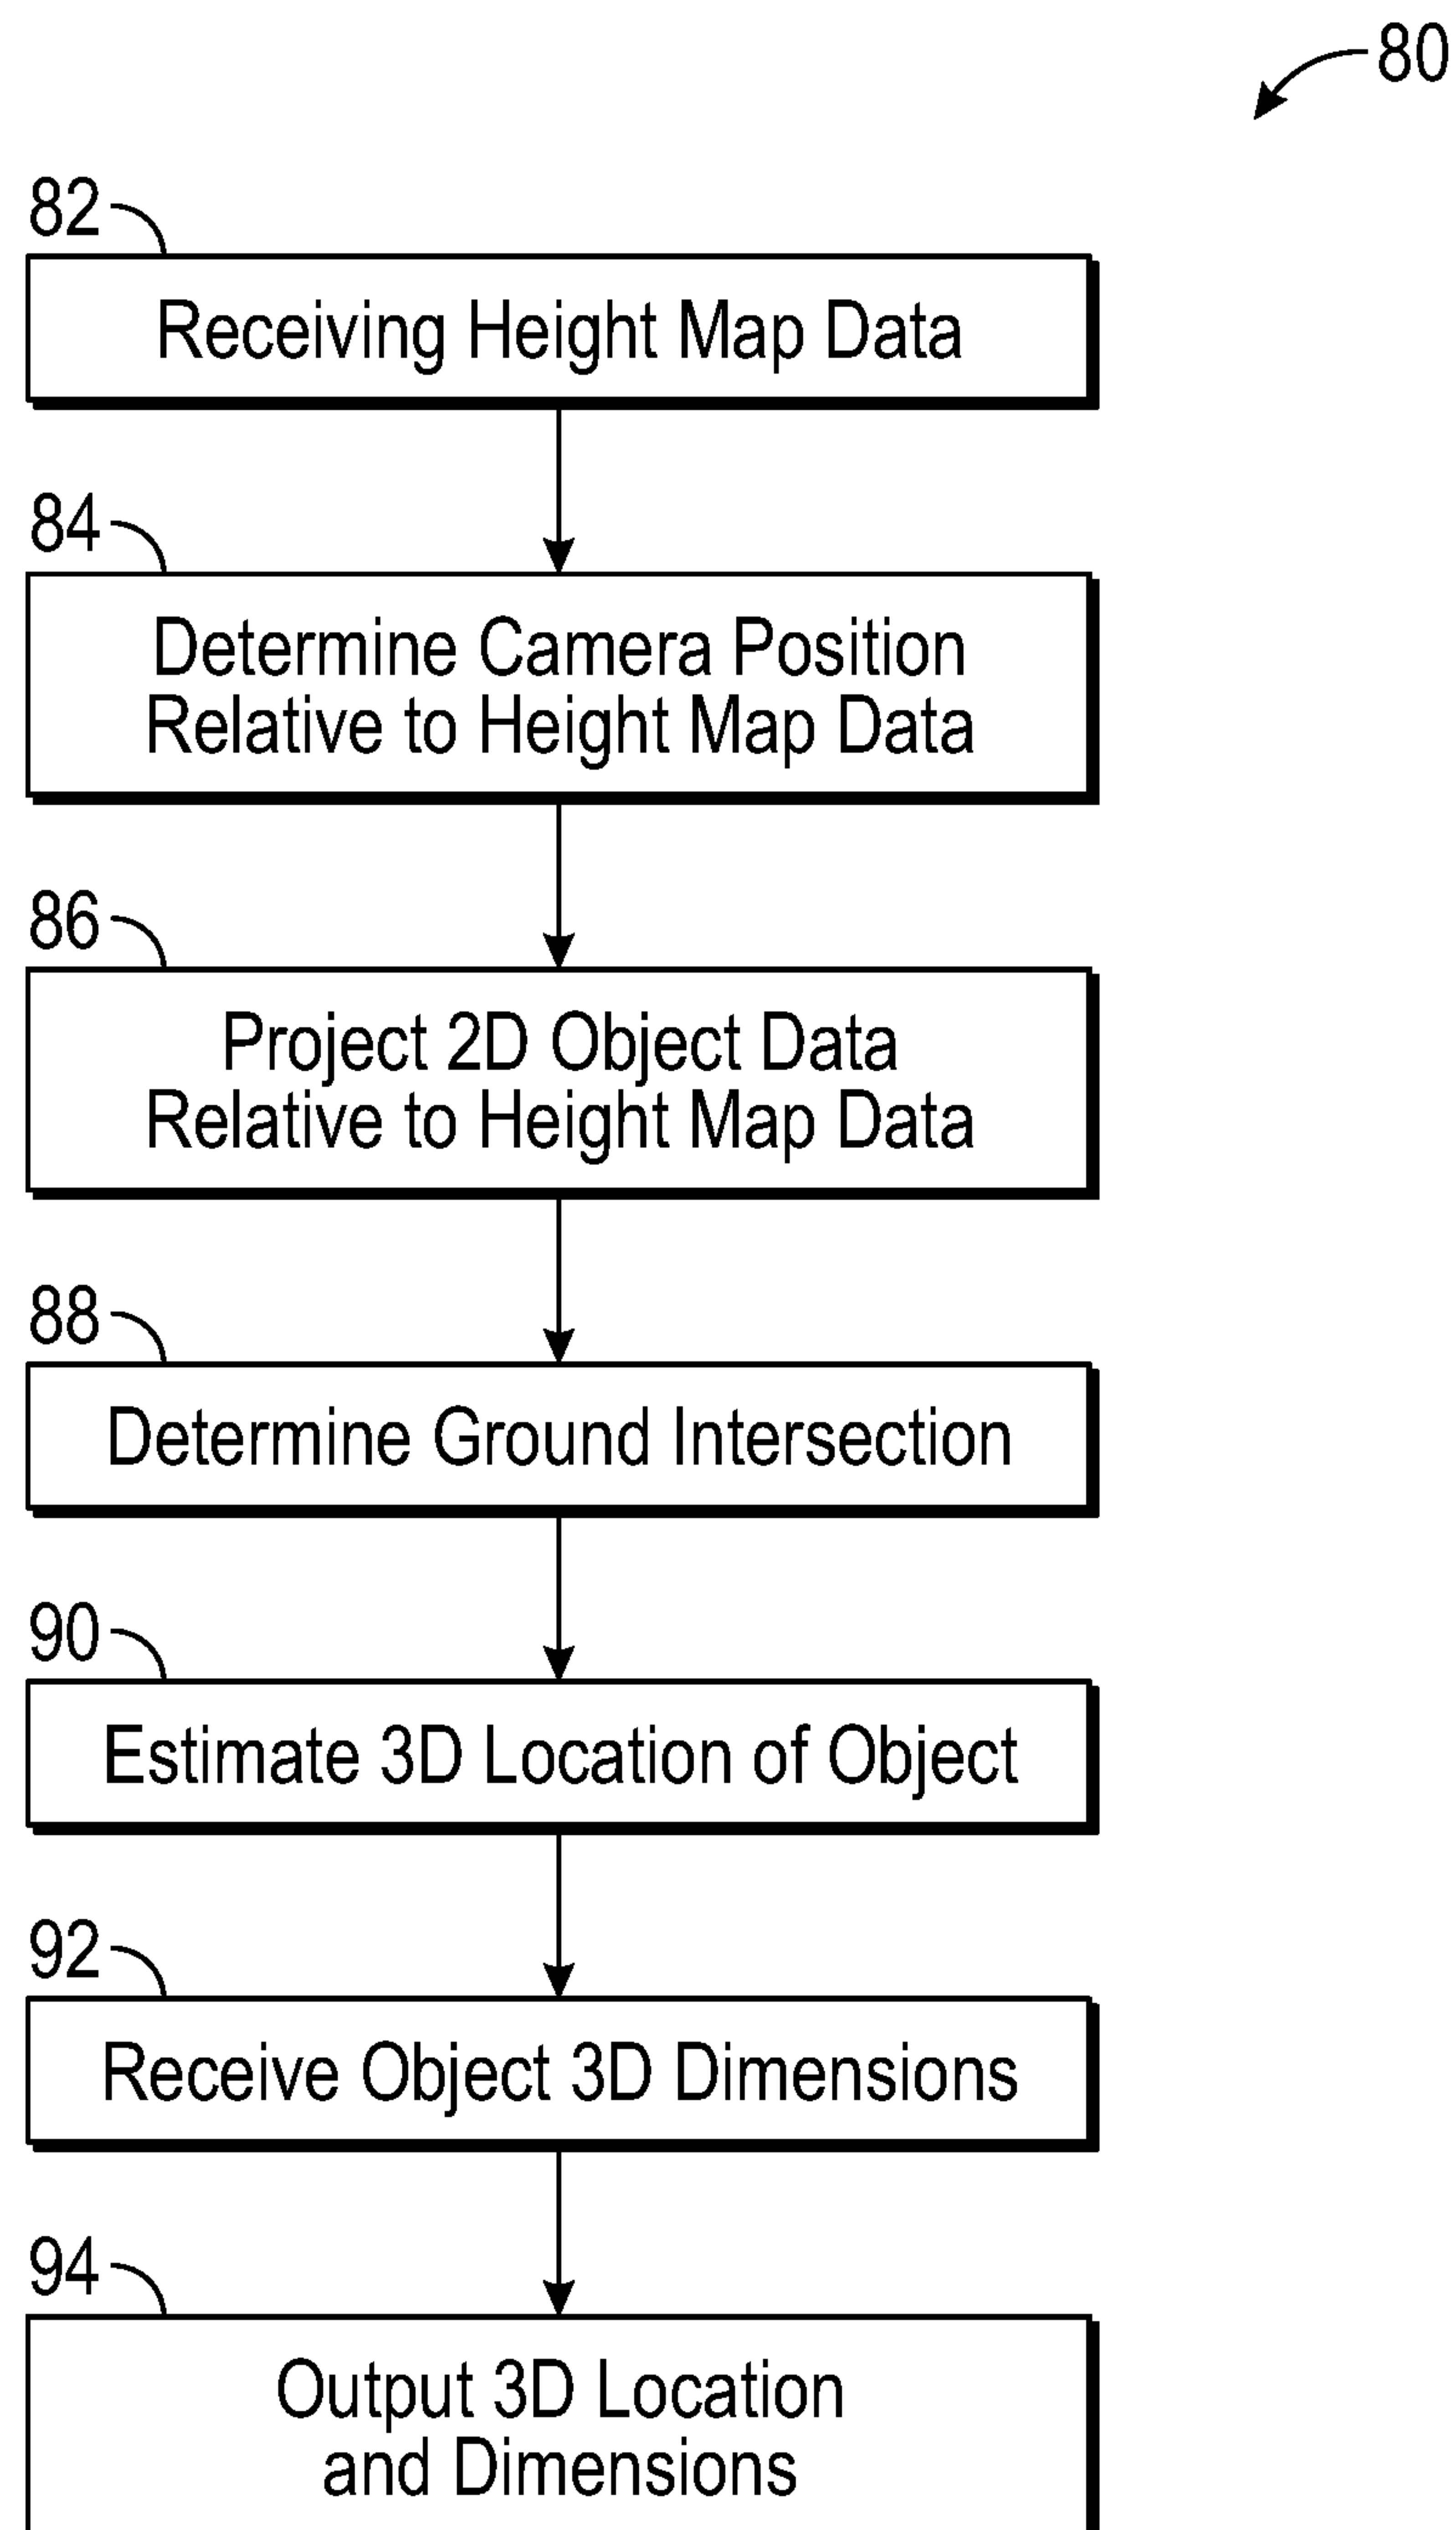 80
82
Receiving Height Map Data
84
Determine Camera Position
Relative to Height Map Data
86
Project 2D Object Data
Relative to Height Map Data
88
Determine Ground Intersection
90
Estimate 3D Location of Object
92
Receive Object 3D Dimensions
94
Output 3D Location
and Dimensions